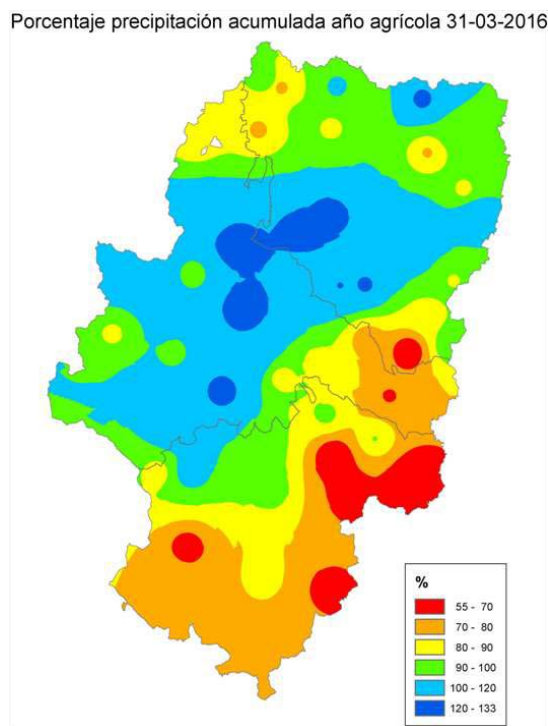 Porcentaje precipitación acumulada año agrícola 31-03-2016
%
55 - 70
70 - 80
80 - 90
90 - 100
100 - 120
120 - 133